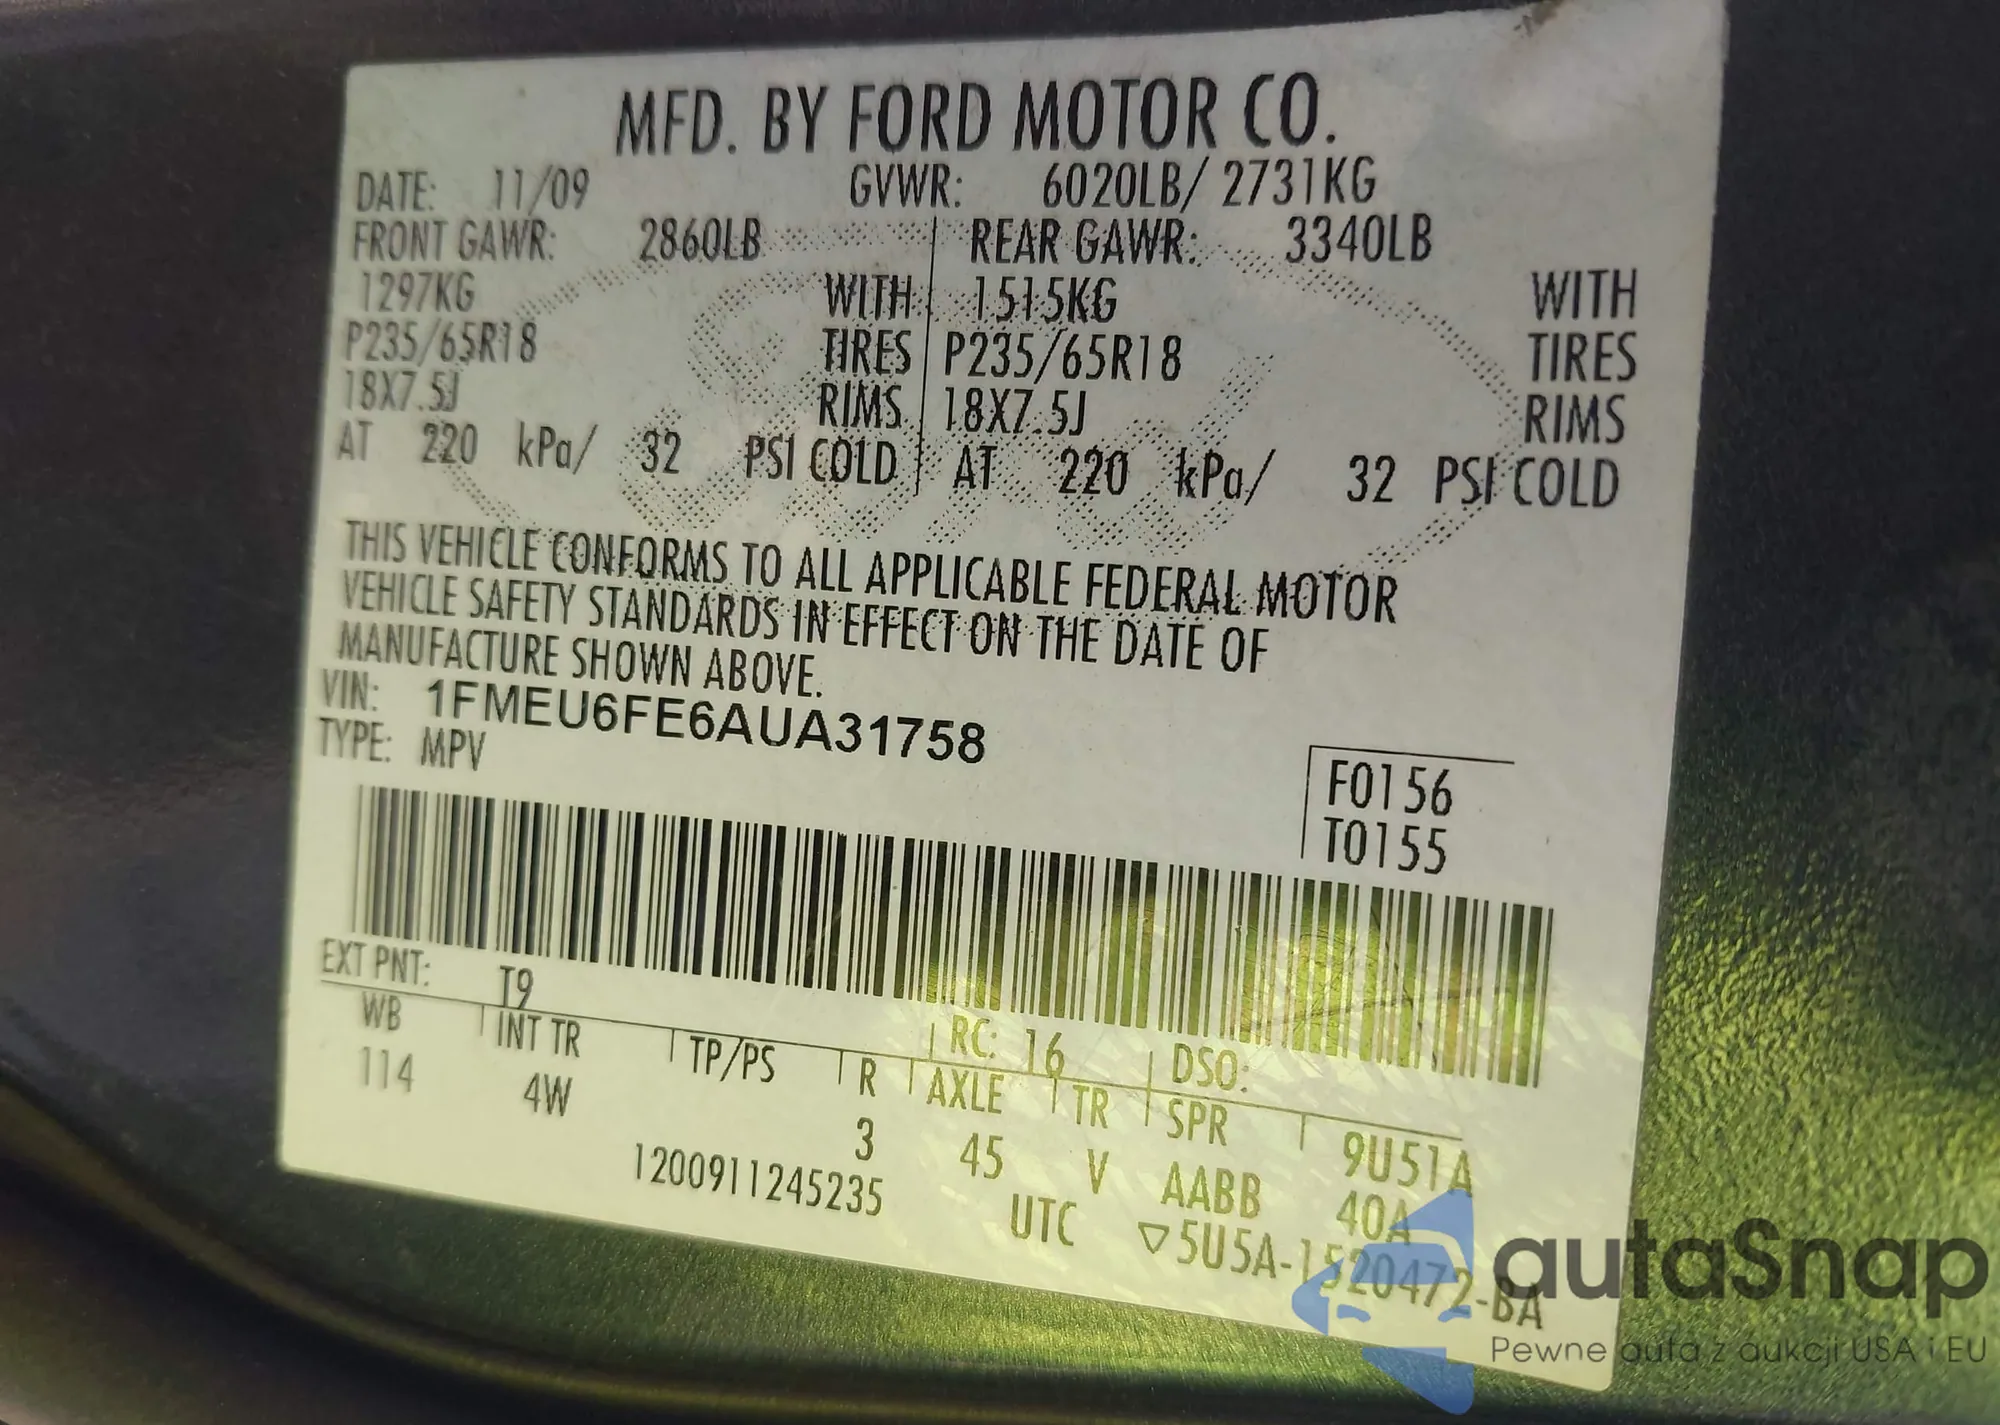 MFD. BY FORD MOTOR CO.
DATE: 11/09 GVWR: 6020LB/ 2731KG
FRONT GAWR: 2860LB REAR GAWR: 3340LB
1297KG WITH 1515KG WITH
P235/65R18 TIRES P235/65R18 TIRES
18X7.5J RIMS 18X7.5J RIMS
AT 220 kPa/ 32 PSI COLD AT 220 kPa/ 32 PSI COLD
THIS VEHICLE CONFORMS TO ALL APPLICABLE FEDERAL MOTOR
VEHICLE SAFETY STANDARDS IN EFFECT ON THE DATE OF
MANUFACTURE SHOWN ABOVE.
VIN: 1FMEU6FE6AUA31758
TYPE: MPV
F0156
T0155
EXT PNT: T9 RC: 16 DSO:
WB INT TR TP/PS R AXLE TR SPR 9U51A
114 4W 3 45 V AABB 40A
1200911245235 UTC ▽5U5A-1520472-BA
autaSnap
Pewne auta z aukcji USA i EU